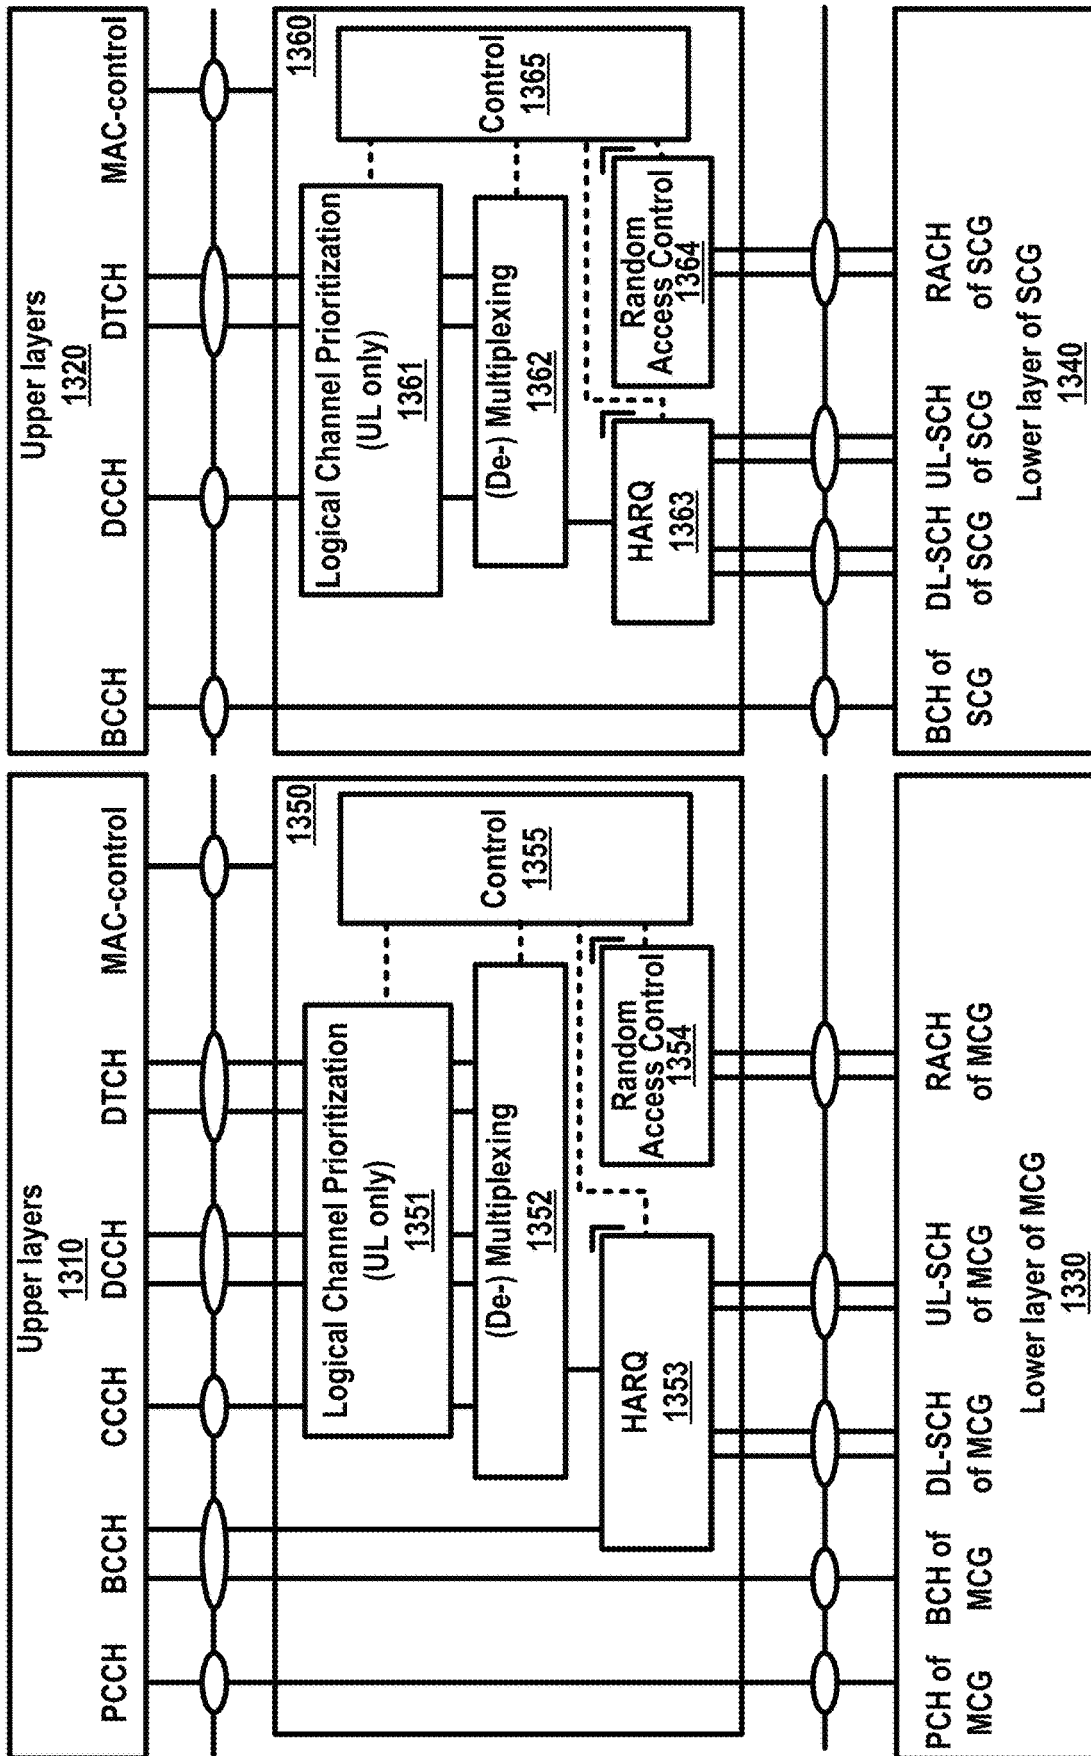 Upper layers
1310
PCCH
BCCH
CCCH
DCCH
DTCH
MAC-control
1350
Logical Channel Prioritization
(UL only)
1351
(De-) Multiplexing
1352
HARQ
1353
Random
Access Control
1354
Control
1355
PCH of
MCG
BCH of
MCG
DL-SCH
of MCG
UL-SCH
of MCG
RACH
of MCG
Lower layer of MCG
1330
Upper layers
1320
BCCH
DCCH
DTCH
MAC-control
1360
Logical Channel Prioritization
(UL only)
1361
(De-) Multiplexing
1362
HARQ
1363
Random
Access Control
1364
Control
1365
BCH of
SCG
DL-SCH
of SCG
UL-SCH
of SCG
RACH
of SCG
Lower layer of SCG
1340